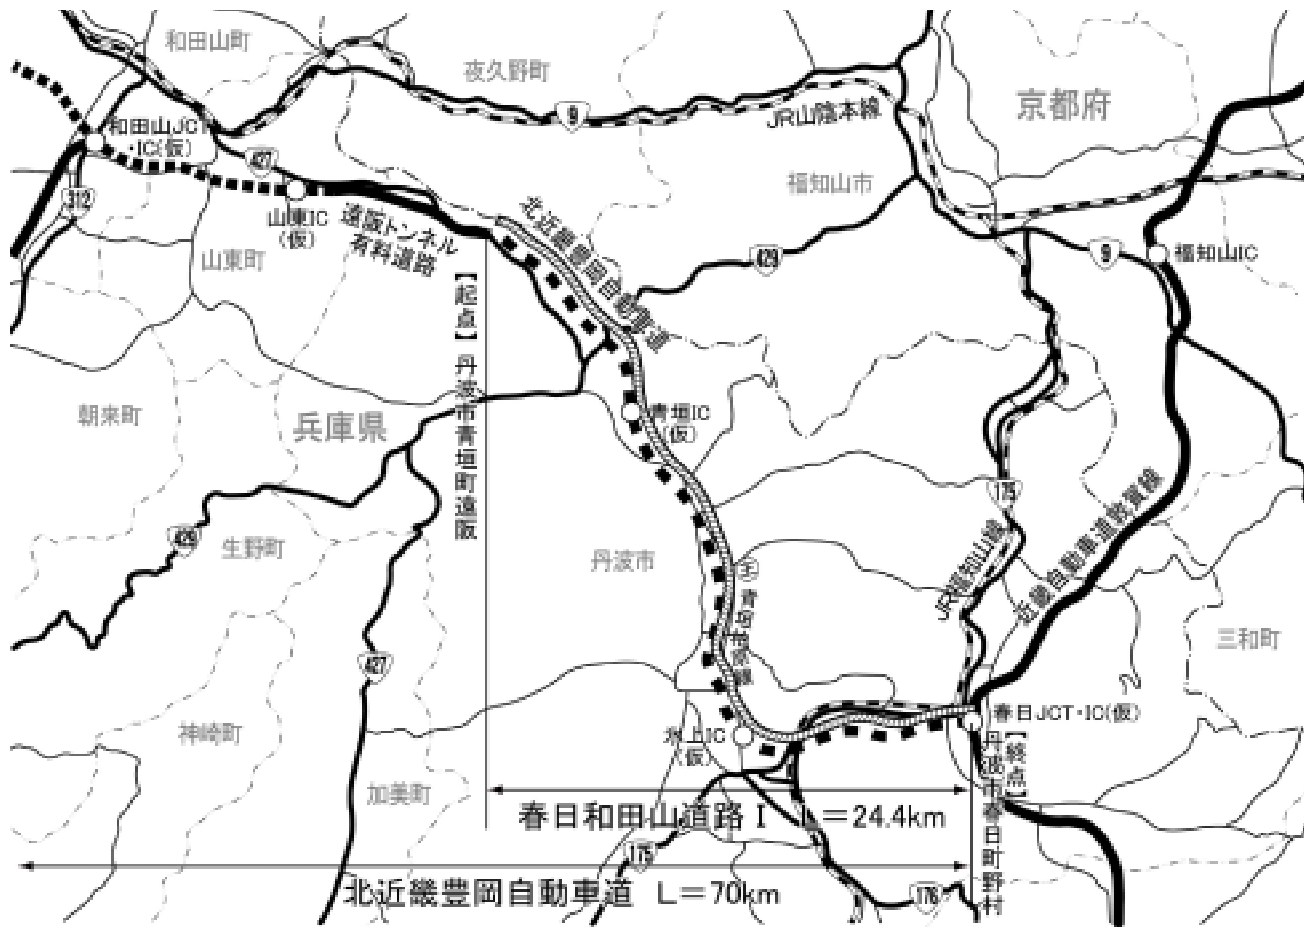 和田山町
夜久野町
京都府
JR山陰本線
9
和田山JCT
・IC(仮)
427
福知山市
312
山東IC
(仮)
遠阪トンネル
有料道路
北近畿豊岡自動車道
429
9
福知山IC
山東町
【起点】丹波市青垣町遠阪
朝来町
兵庫県
青垣IC
(仮)
175
近畿自動車道敦賀線
429
生野町
丹波市
JR福知山線
三和町
427
神崎町
氷上IC
(仮)
春日JCT・IC(仮)
【終点】
丹波市春日町野村
加美町
春日和田山道路Ⅰ L=24.4km
175
北近畿豊岡自動車道 L=70km
176